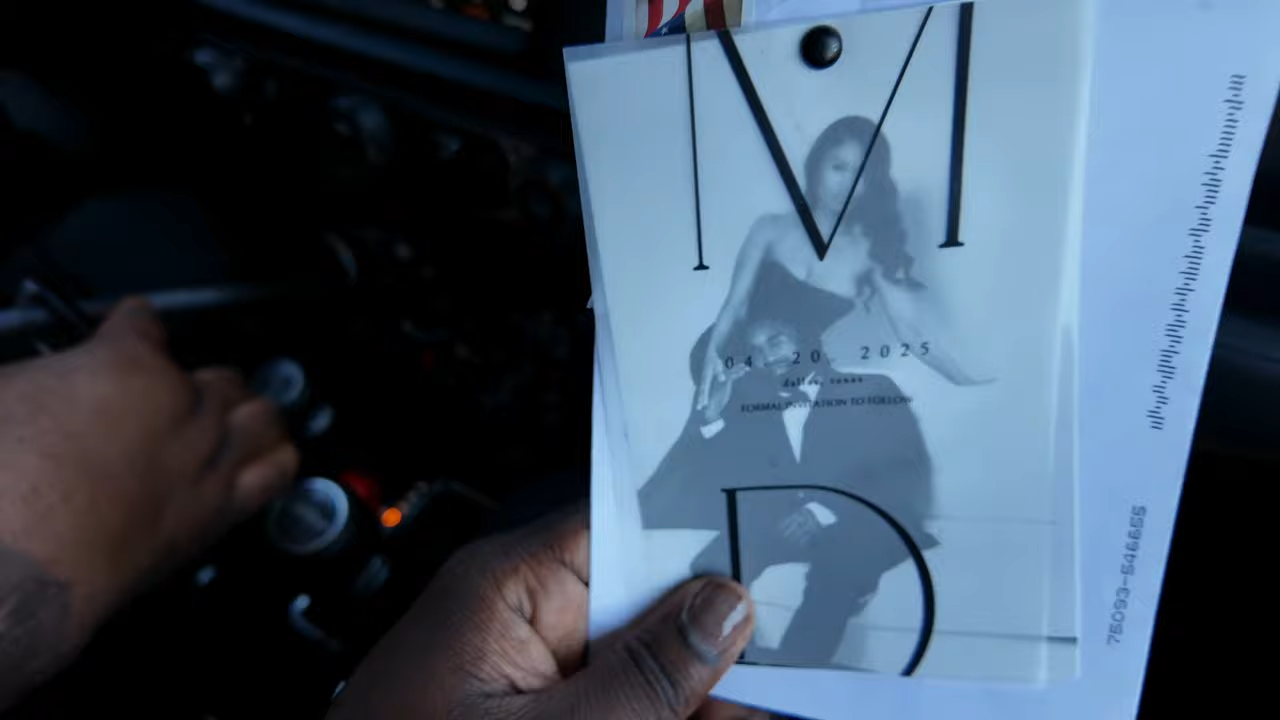 M
04 20 2025
dallas, texas
FORMAL INVITATION TO FOLLOW
D
75093-546655